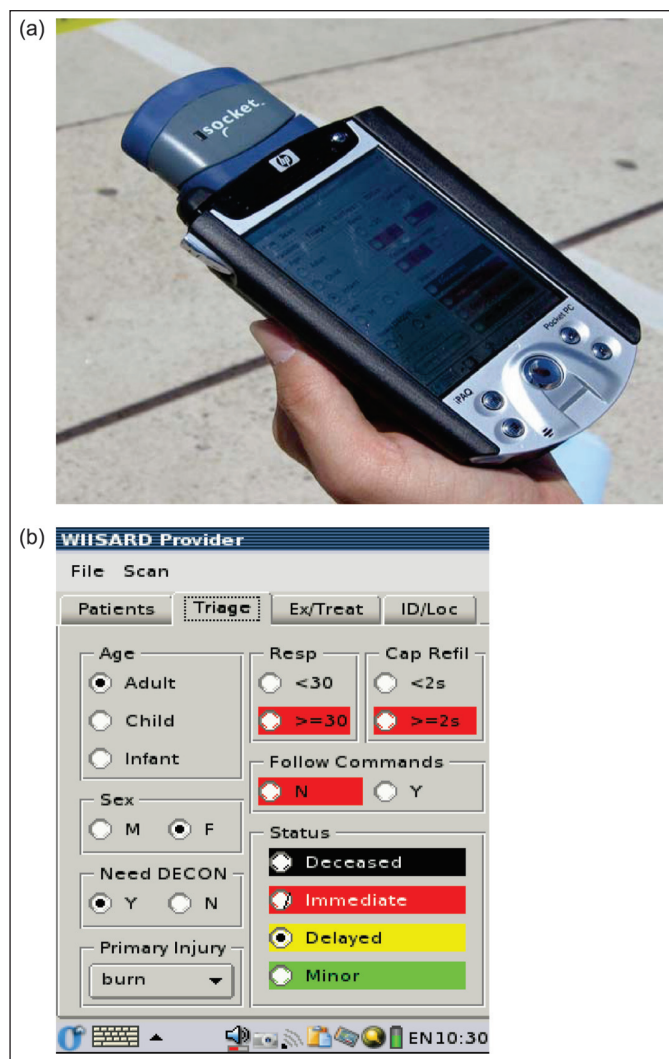 (a)
socket
hp
iPAQ
Pocket PC
(b)
WIISARD Provider
File Scan
Patients Triage Ex/Treat ID/Loc
Age
Adult
Child
Infant
Sex
M F
Need DECON
Y N
Primary Injury
burn
Resp
<30
>=30
Cap Refil
<2s
>=2s
Follow Commands
N Y
Status
Deceased
Immediate
Delayed
Minor
EN 10:30